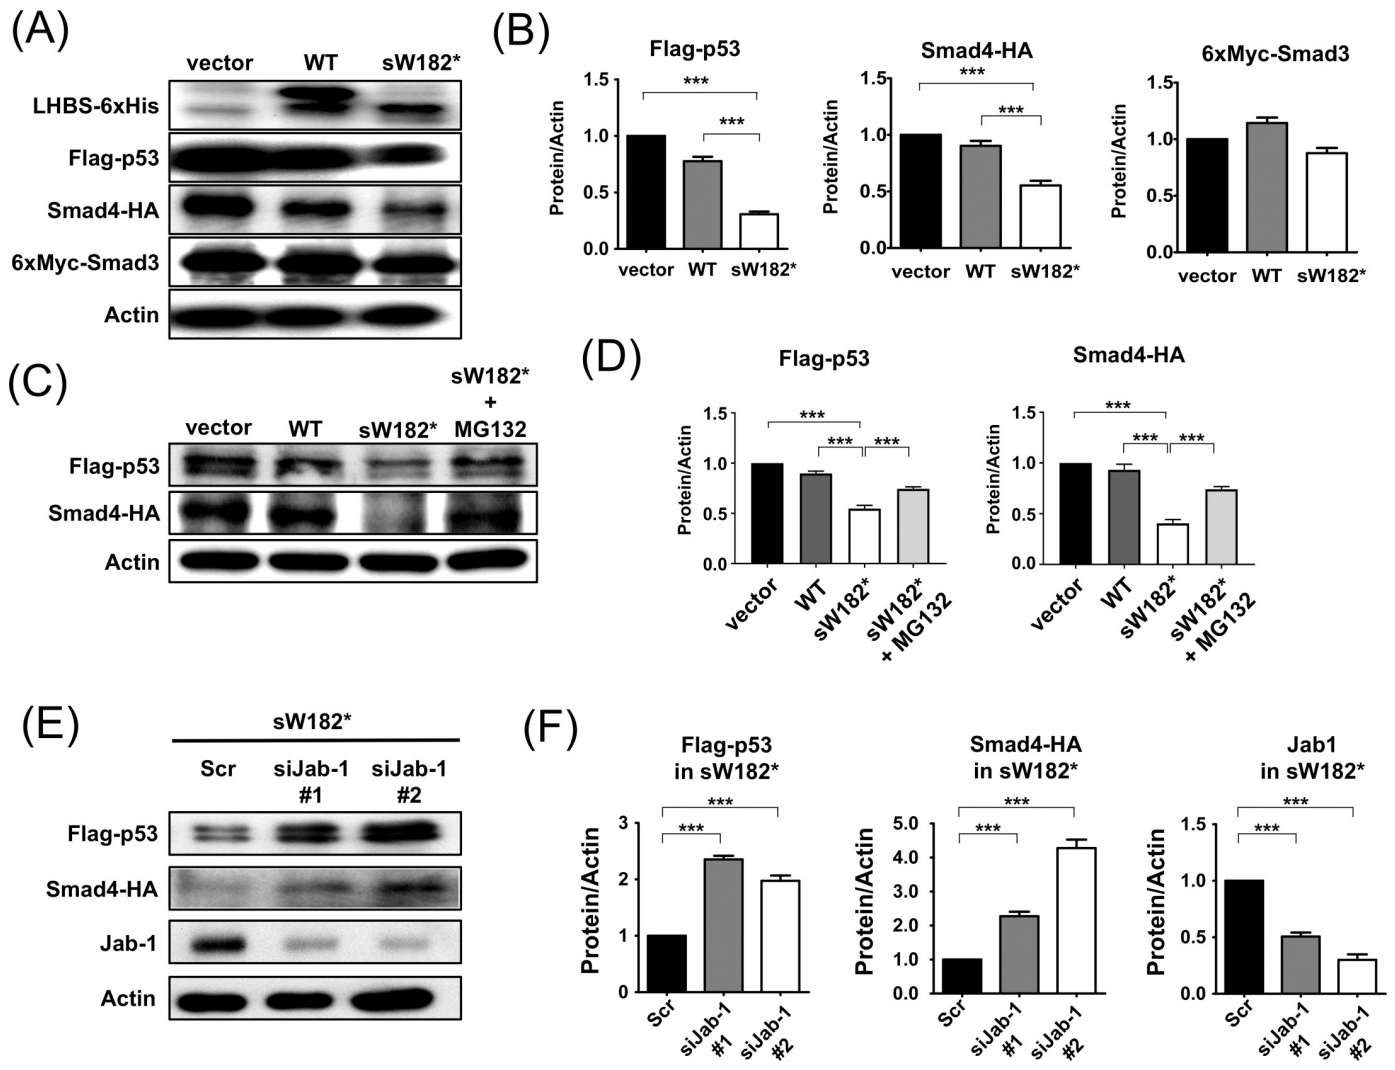 (A)
vector WT sW182*
LHBS-6xHis
Flag-p53
Smad4-HA
6xMyc-Smad3
Actin
(B)
Flag-p53
Protein/Actin
1.5
1.0
0.5
0.0
***
***
vector WT sW182*
Smad4-HA
Protein/Actin
1.5
1.0
0.5
0.0
***
***
vector WT sW182*
6xMyc-Smad3
Protein/Actin
1.5
1.0
0.5
0.0
vector WT sW182*
(C)
vector WT sW182*
sW182*
+
MG132
Flag-p53
Smad4-HA
Actin
(D)
Flag-p53
Protein/Actin
1.5
1.0
0.5
0.0
***
*** ***
vector
WT
sW182*
sW182*
+ MG132
Smad4-HA
Protein/Actin
1.5
1.0
0.5
0.0
***
*** ***
vector
WT
sW182*
sW182*
+ MG132
(E)
sW182*
Scr siJab-1 siJab-1
#1 #2
Flag-p53
Smad4-HA
Jab-1
Actin
(F)
Flag-p53
in sW182*
Protein/Actin
3
2
1
0
***
***
Scr
siJab-1
#1
siJab-1
#2
Smad4-HA
in sW182*
Protein/Actin
5.0
4.0
3.0
2.0
1.0
0.0
***
***
Scr
siJab-1
#1
siJab-1
#2
Jab1
in sW182*
Protein/Actin
1.5
1.0
0.5
0.0
***
***
Scr
siJab-1
#1
siJab-1
#2